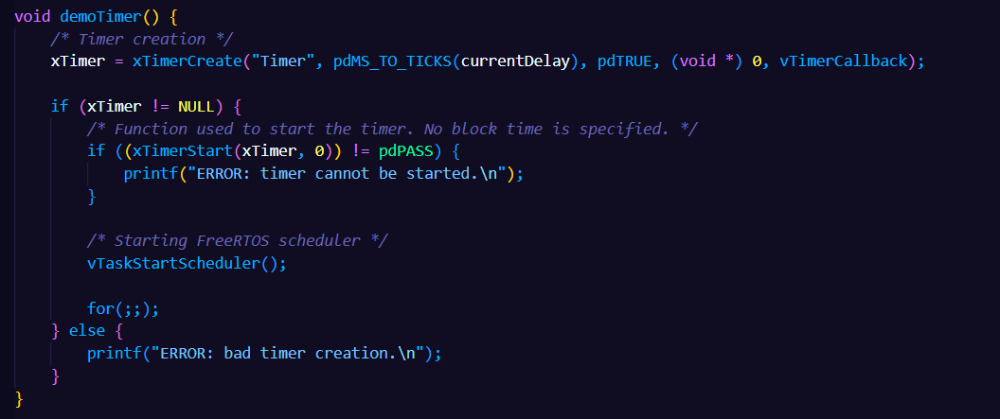 void demoTimer() {
    /* Timer creation */
    xTimer = xTimerCreate("Timer", pdMS_TO_TICKS(currentDelay), pdTRUE, (void *) 0, vTimerCallback);

    if (xTimer != NULL) {
        /* Function used to start the timer. No block time is specified. */
        if ((xTimerStart(xTimer, 0)) != pdPASS) {
            printf("ERROR: timer cannot be started.\n");
        }

        /* Starting FreeRTOS scheduler */
        vTaskStartScheduler();

        for(;;);
    } else {
        printf("ERROR: bad timer creation.\n");
    }
}